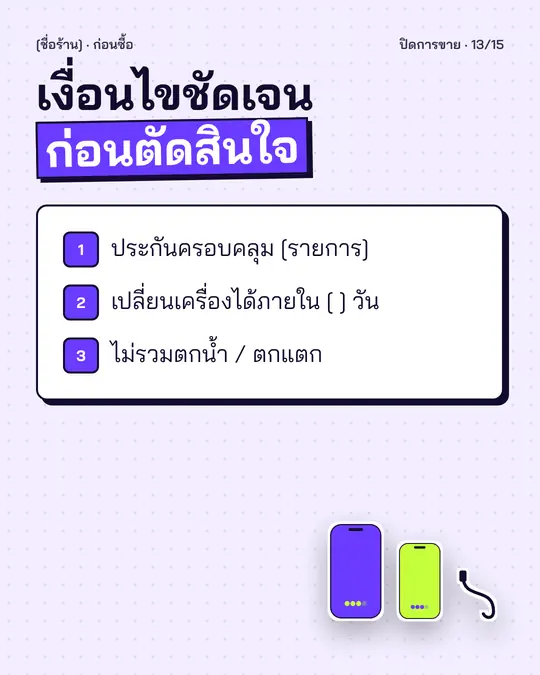 [ชื่อร้าน] · ก่อนซื้อ
ปิดการขาย · 13/15
เงื่อนไขชัดเจน
ก่อนตัดสินใจ
1 ประกันครอบคลุม [รายการ]
2 เปลี่ยนเครื่องได้ภายใน [ ] วัน
3 ไม่รวมตกน้ำ / ตกแตก